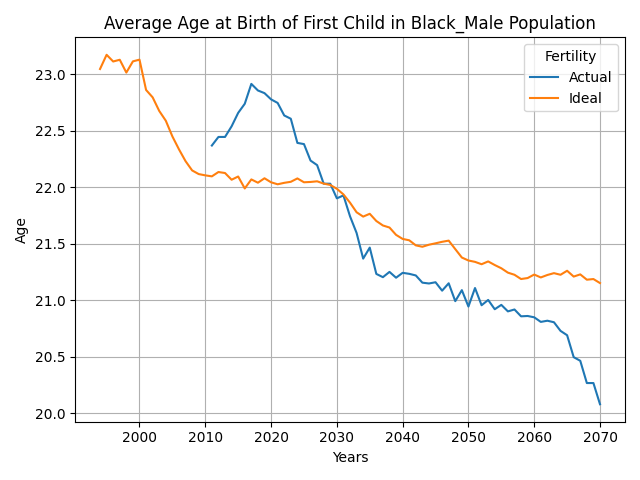 Average Age at Birth of First Child in Black_Male Population
Fertility
Actual
Ideal
Age
23.0
22.5
22.0
21.5
21.0
20.5
20.0
2000 2010 2020 2030 2040 2050 2060 2070
Years